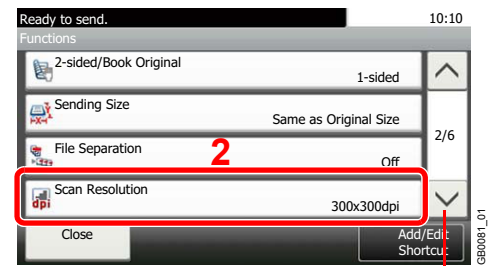 Ready to send.
10:10
Functions
2-sided/Book Original
1-sided
Sending Size
Same as Original Size
2/6
File Separation
2
Off
dpi
Scan Resolution
300x300dpi
Close
Add/Edit
Shortcut
GB0081_01